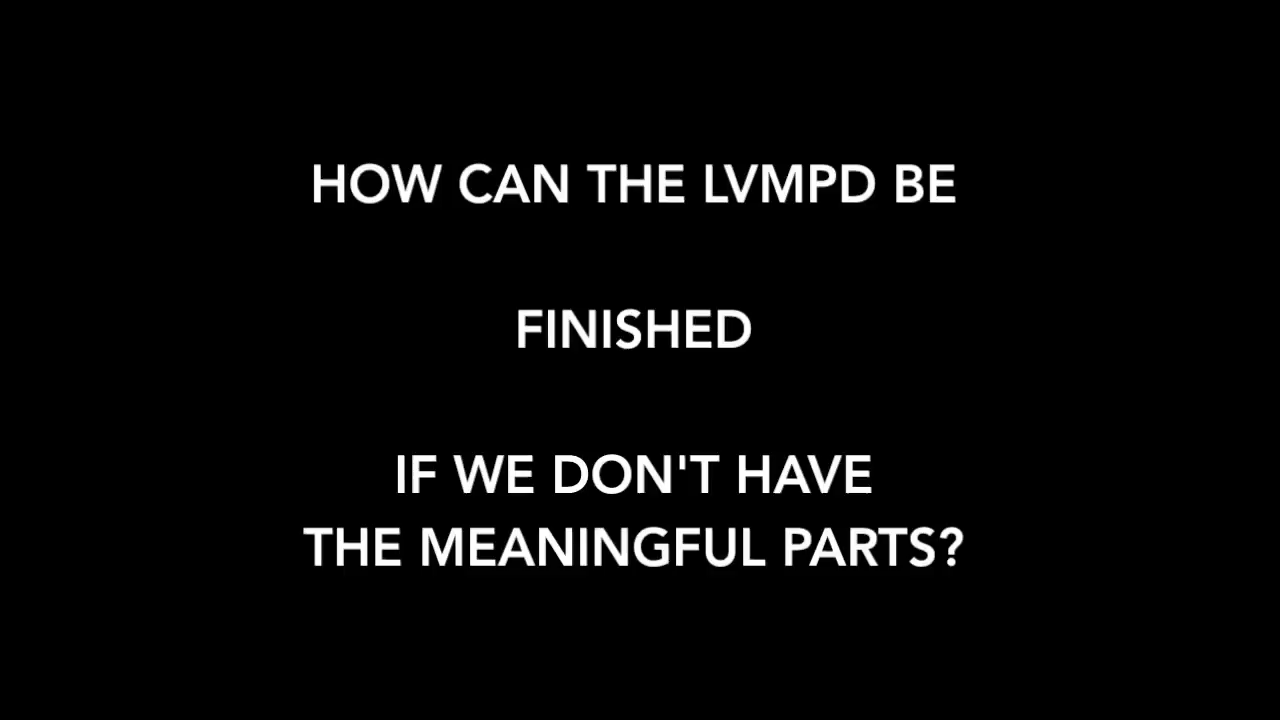 HOW CAN THE LVMPD BE
FINISHED
IF WE DON'T HAVE
THE MEANINGFUL PARTS?